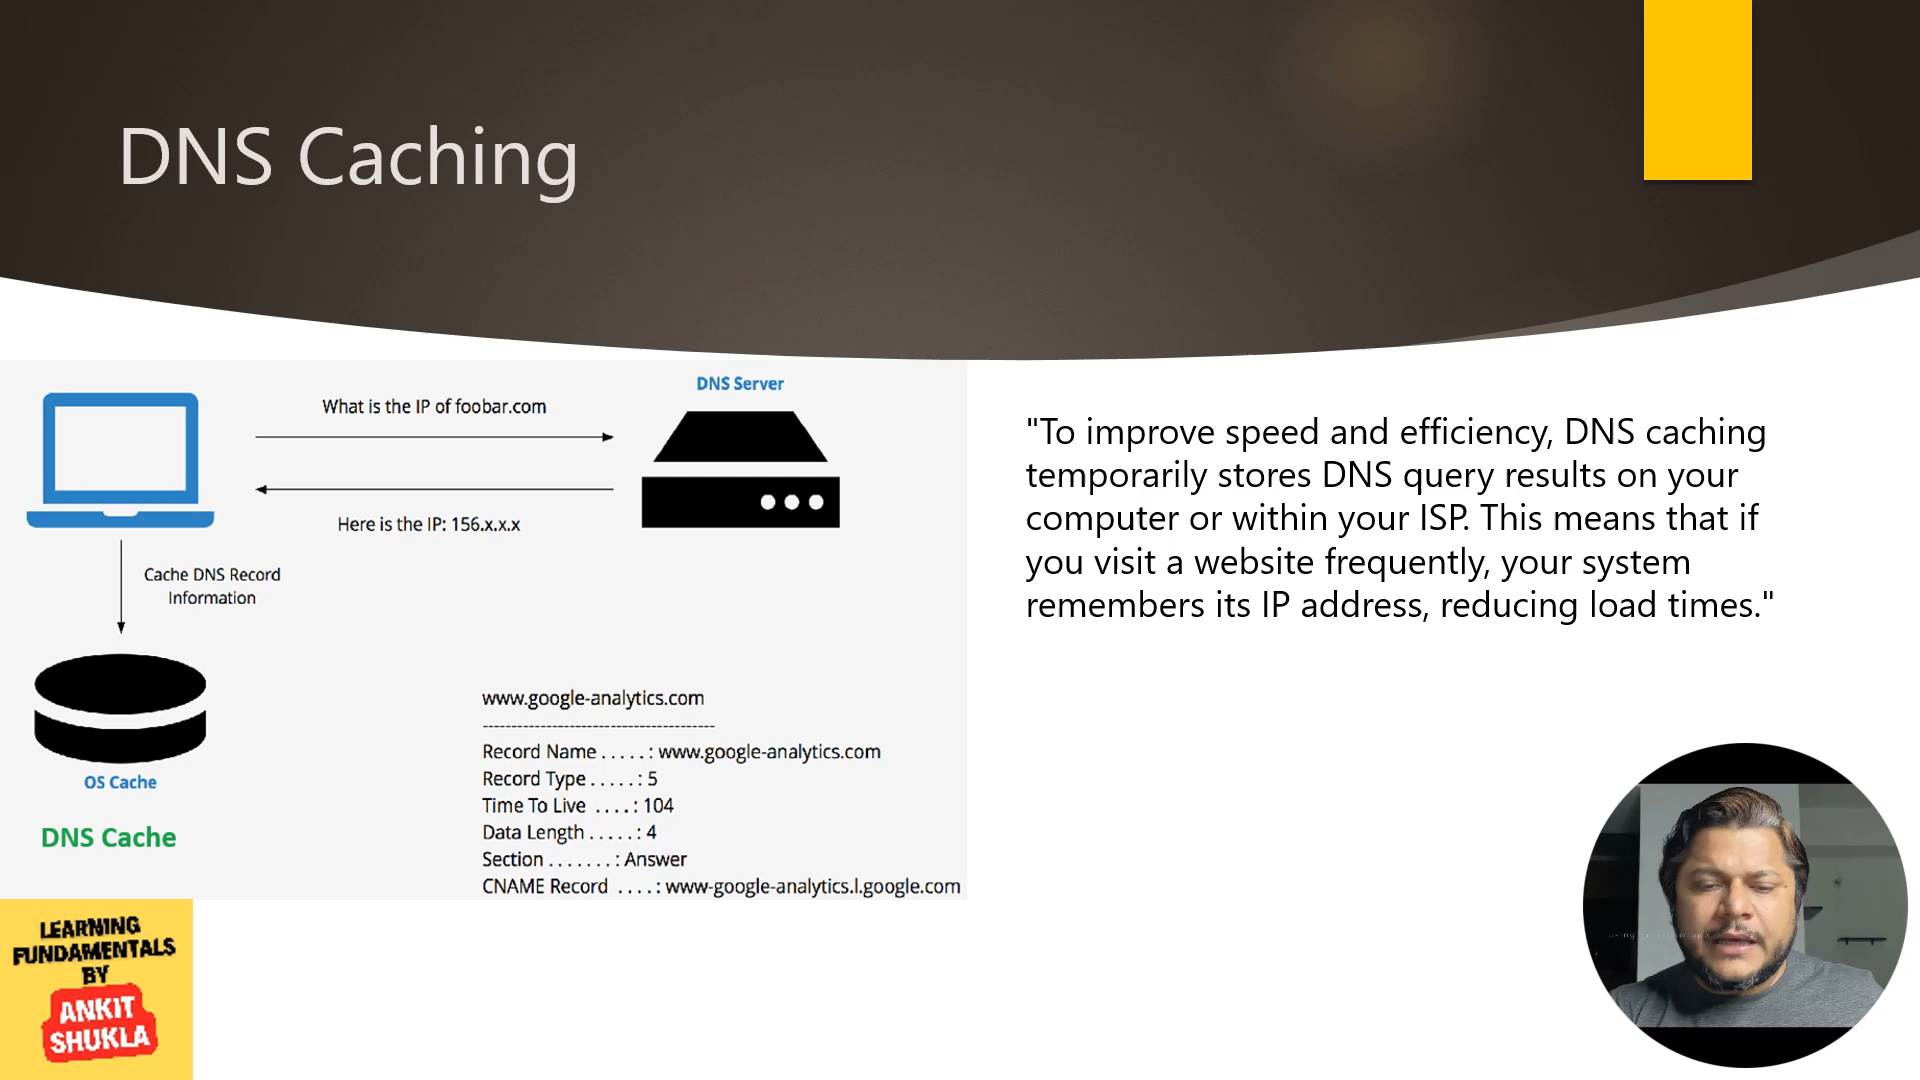 DNS Caching
DNS Server
What is the IP of foobar.com
Here is the IP: 156.x.x.x
Cache DNS Record
Information
OS Cache
DNS Cache
www.google-analytics.com
-----------------------------------------
Record Name . . . . . : www.google-analytics.com
Record Type . . . . . : 5
Time To Live . . . . : 104
Data Length . . . . . : 4
Section . . . . . . . : Answer
CNAME Record . . . . : www-google-analytics.l.google.com
"To improve speed and efficiency, DNS caching
temporarily stores DNS query results on your
computer or within your ISP. This means that if
you visit a website frequently, your system
remembers its IP address, reducing load times."
LEARNING
FUNDAMENTALS
BY
ANKIT
SHUKLA